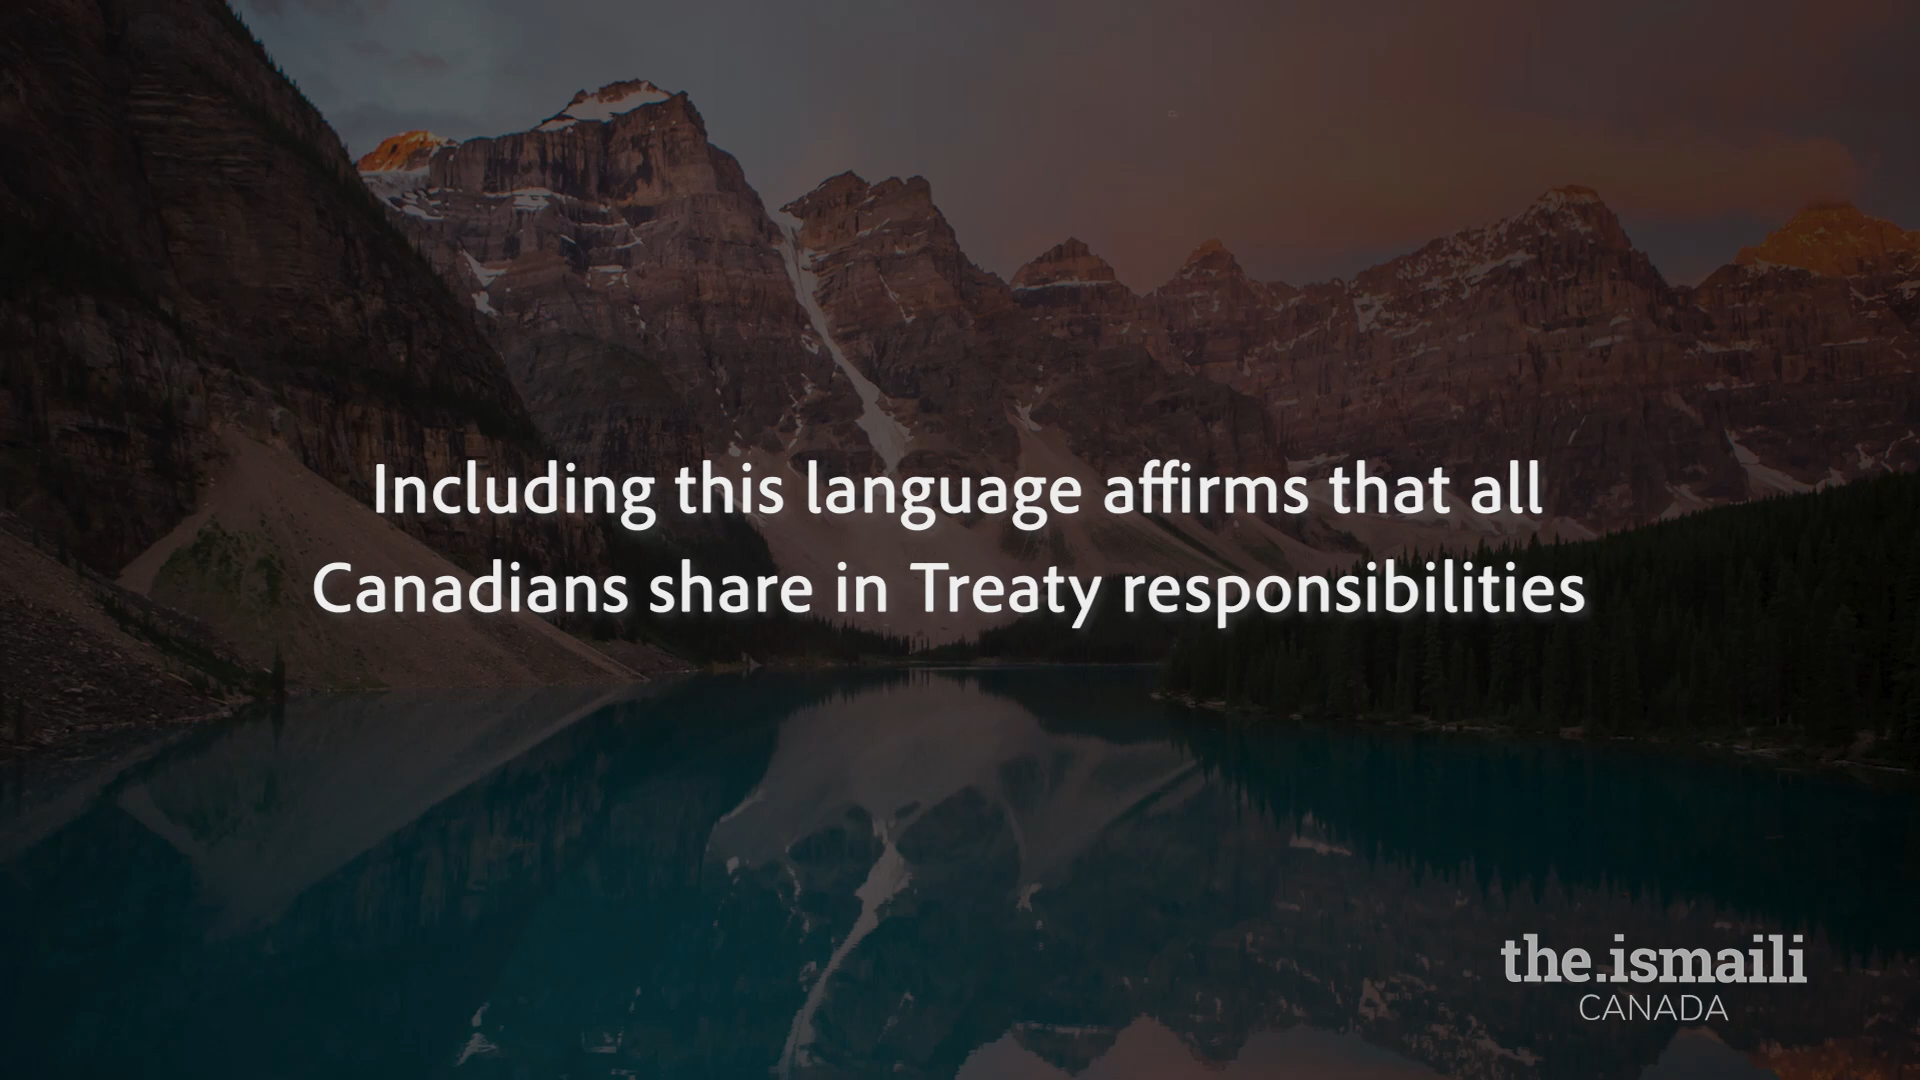 Including this language affirms that all
Canadians share in Treaty responsibilities
the.ismaili
CANADA